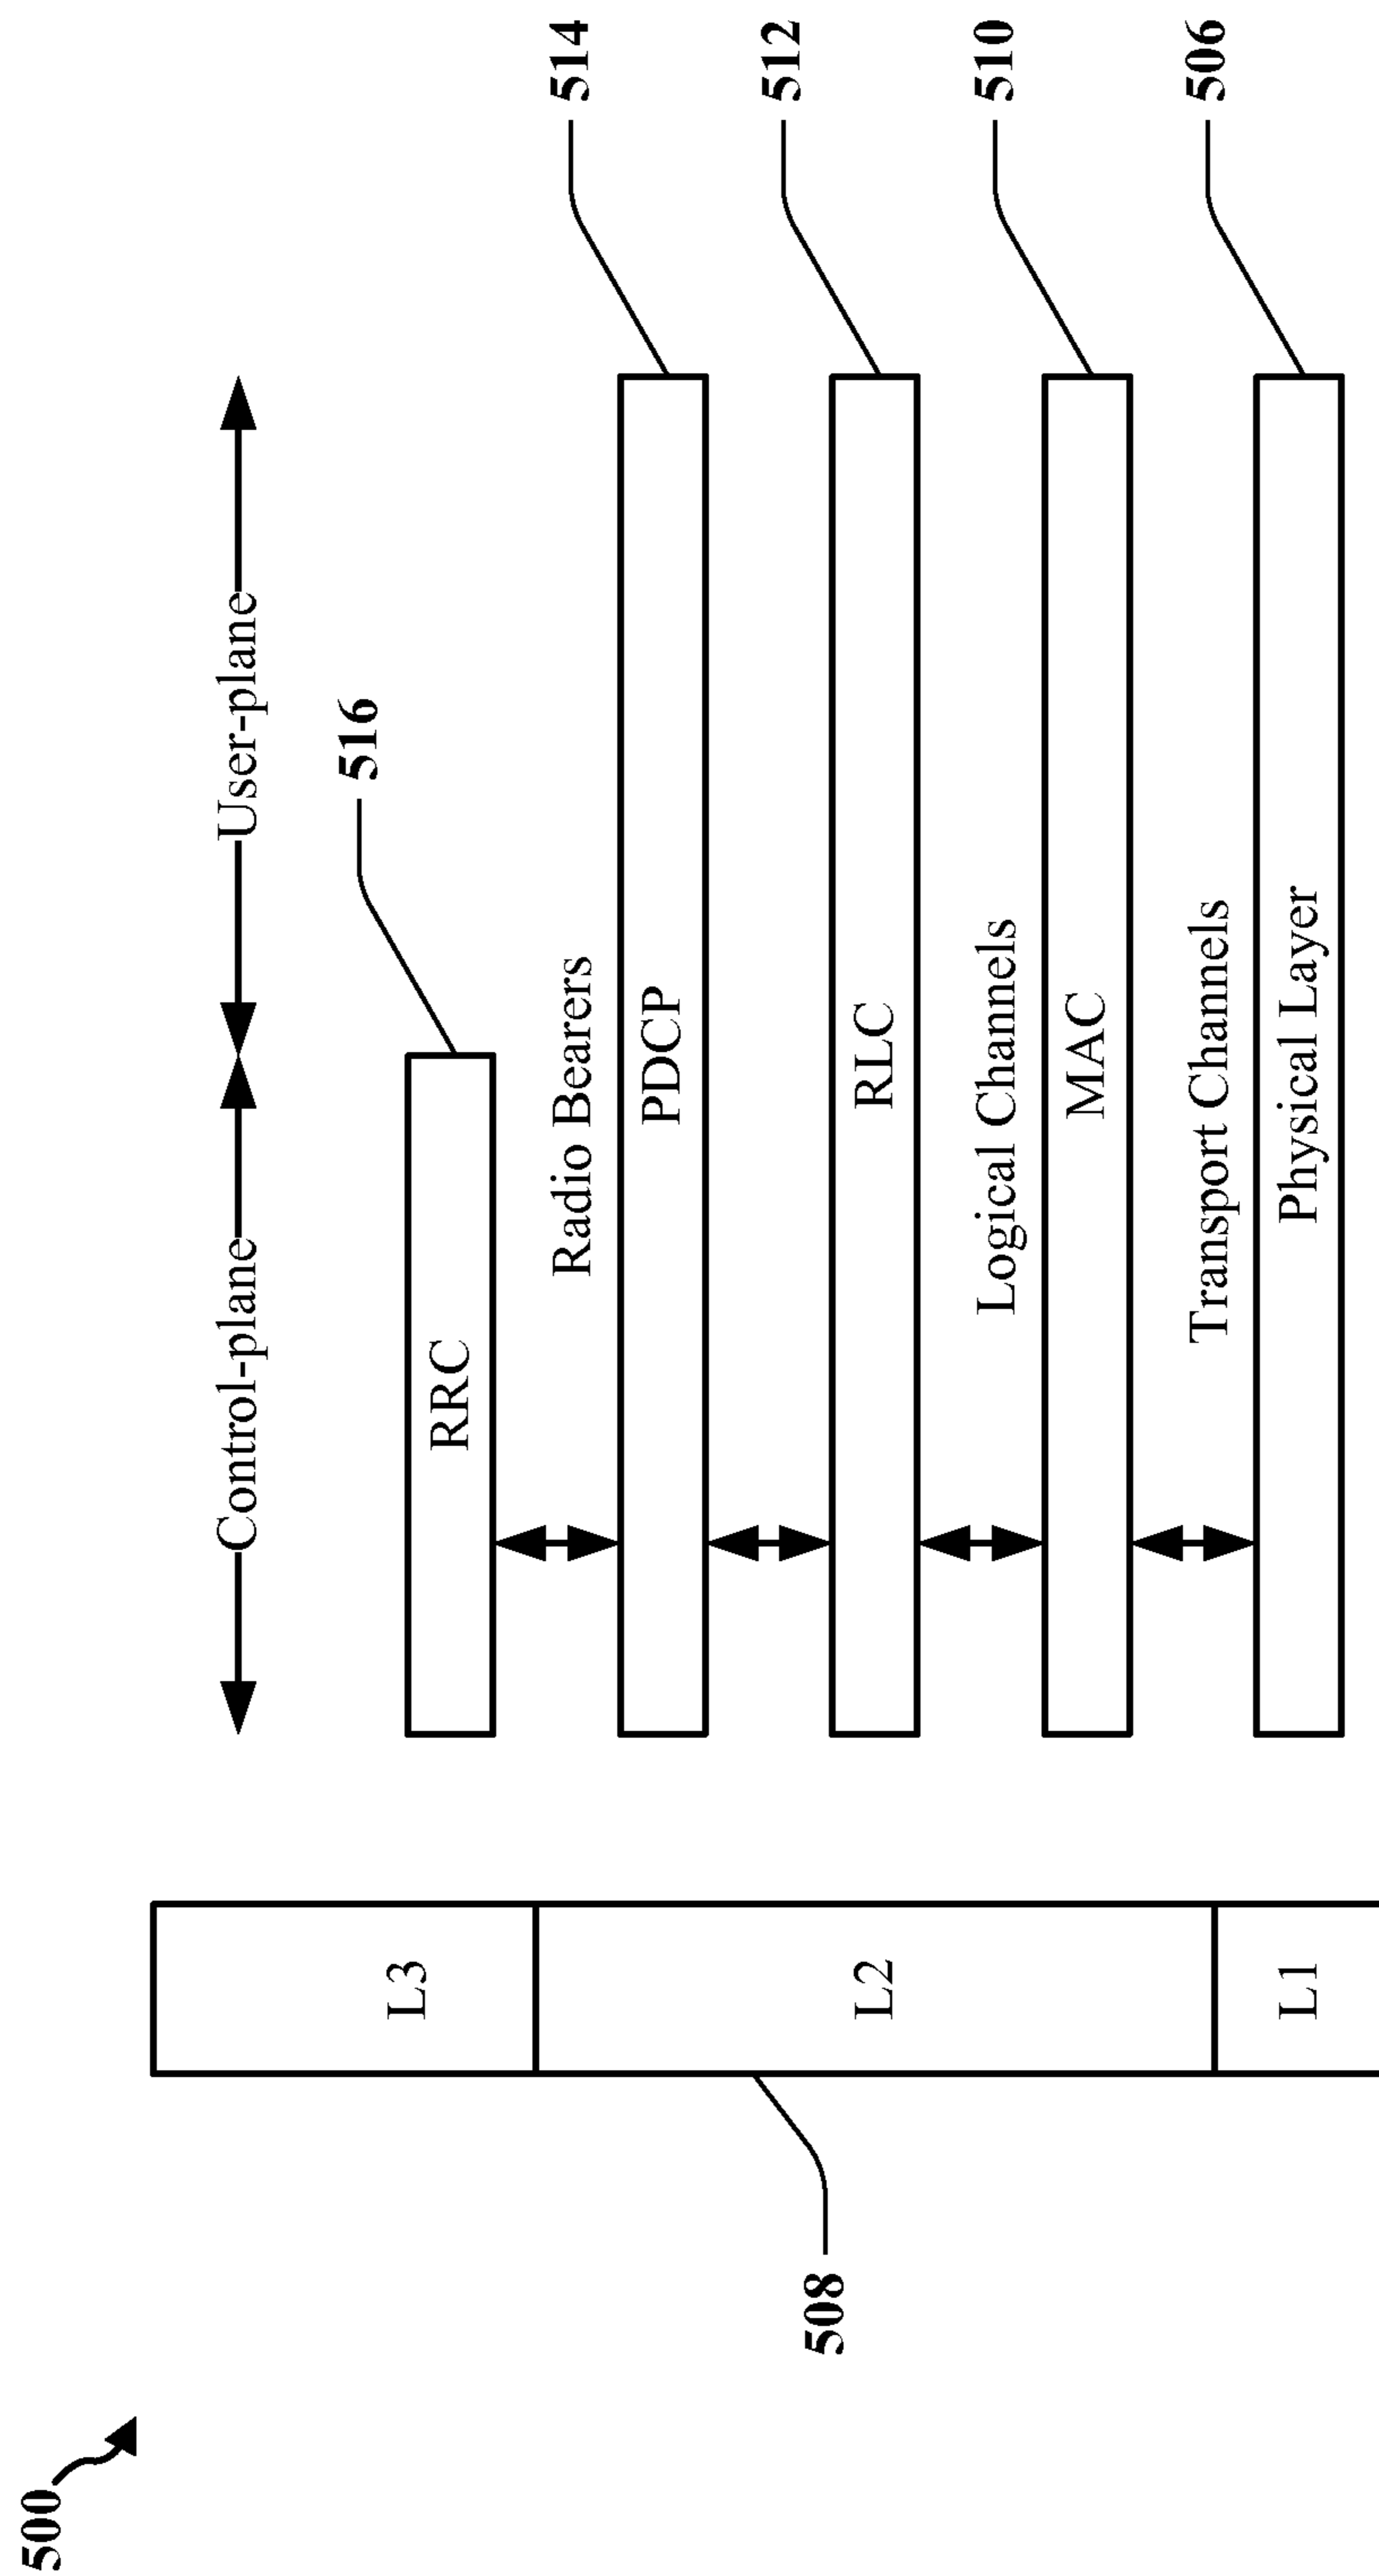 500
Control-plane
User-plane
516
L3
RRC
514
Radio Bearers
PDCP
512
508
L2
RLC
510
Logical Channels
MAC
506
Transport Channels
L1
Physical Layer